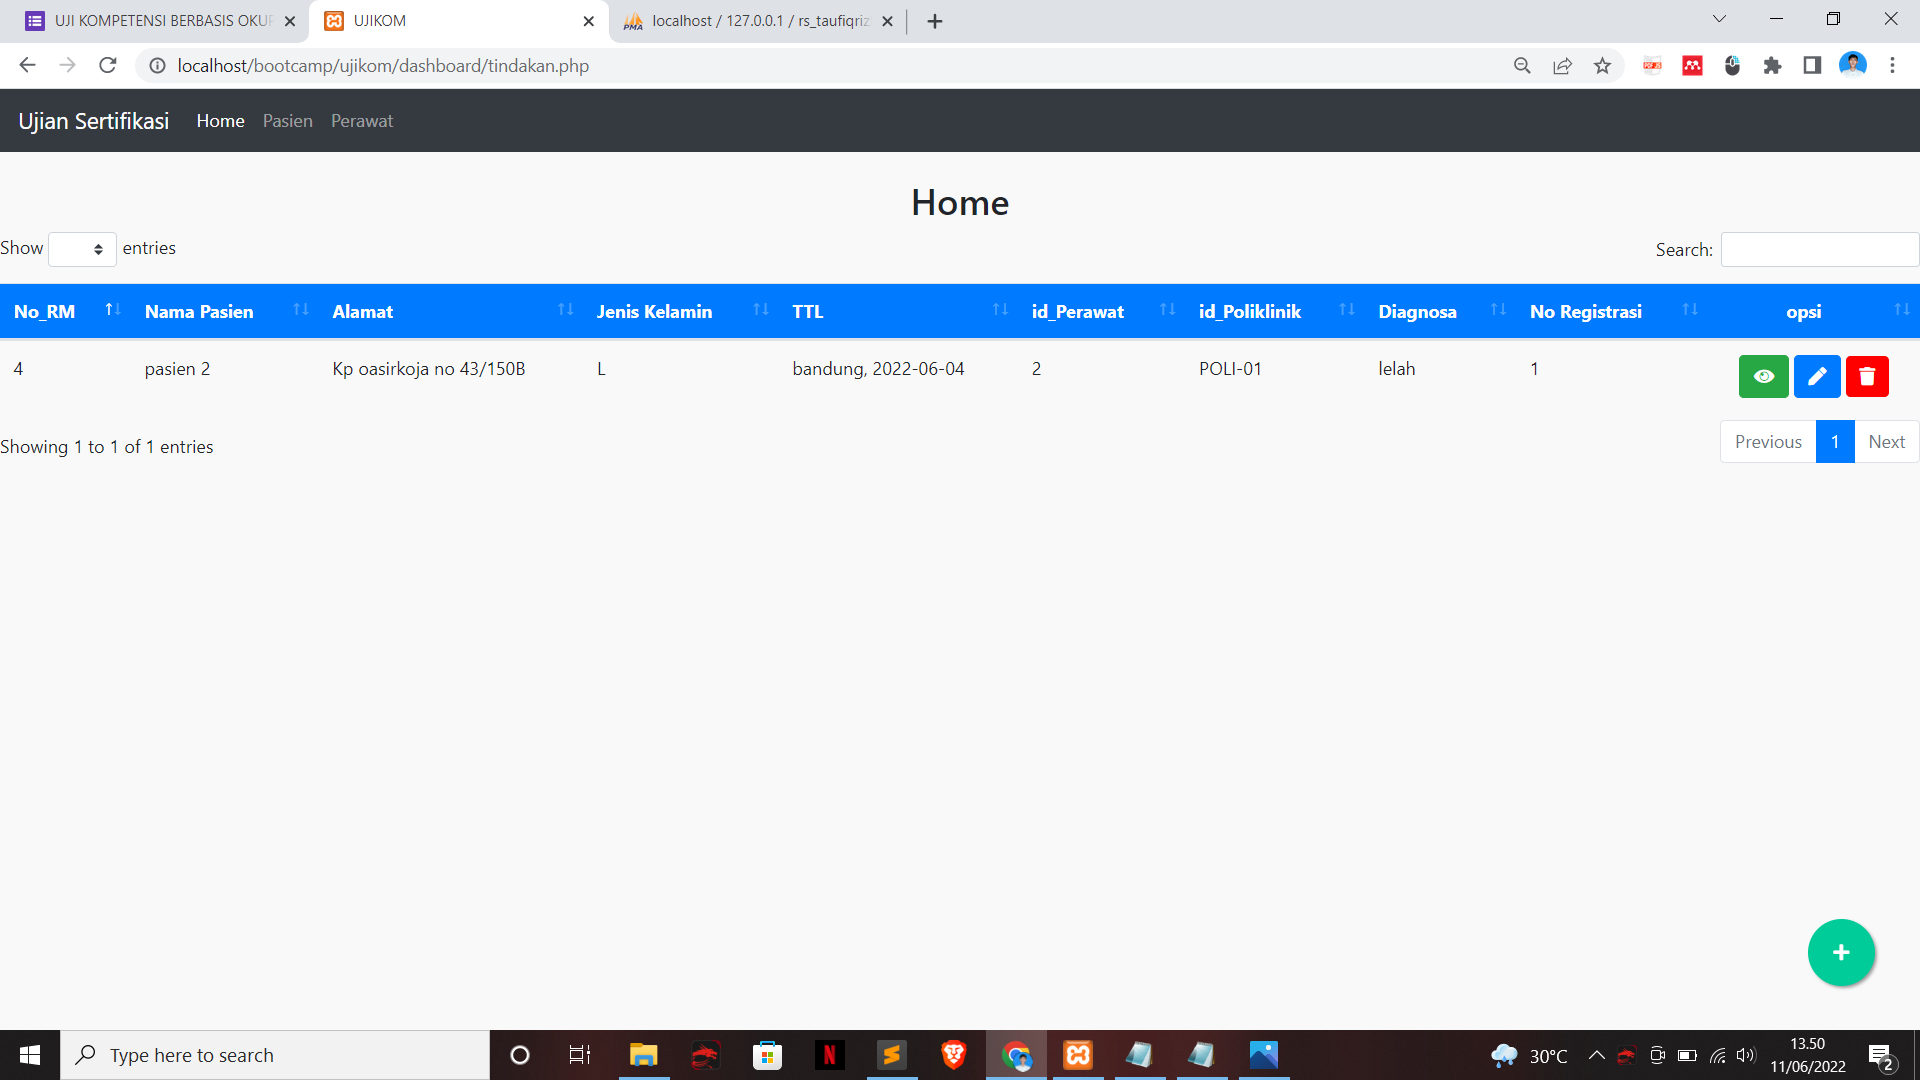 UJI KOMPETENSI BERBASIS OKUP
UJIKOM
PMA localhost / 127.0.0.1 / rs_taufiqriz
localhost/bootcamp/ujikom/dashboard/tindakan.php
Ujian Sertifikasi Home Pasien Perawat
Home
Show entries
Search:
No_RM Nama Pasien Alamat Jenis Kelamin TTL id_Perawat id_Poliklinik Diagnosa No Registrasi opsi
4 pasien 2 Kp oasirkoja no 43/150B L bandung, 2022-06-04 2 POLI-01 lelah 1
Showing 1 to 1 of 1 entries
Previous 1 Next
+
Type here to search
N
30°C
13.50
11/06/2022
2